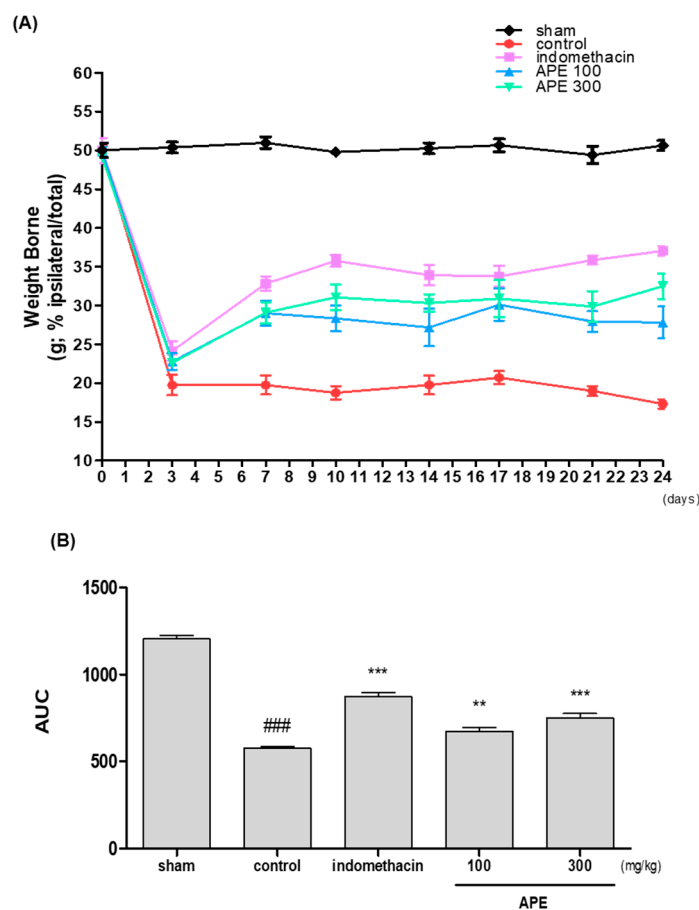 (A)
sham
control
indomethacin
APE 100
APE 300
Weight Borne
(g; % ipsilateral/total)
60
55
50
45
40
35
30
25
20
15
10
0 1 2 3 4 5 6 7 8 9 10 11 12 13 14 15 16 17 18 19 20 21 22 23 24
(days)
(B)
AUC
1500
1000
500
0
###
***
**
***
sham control indomethacin 100 300 (mg/kg)
APE